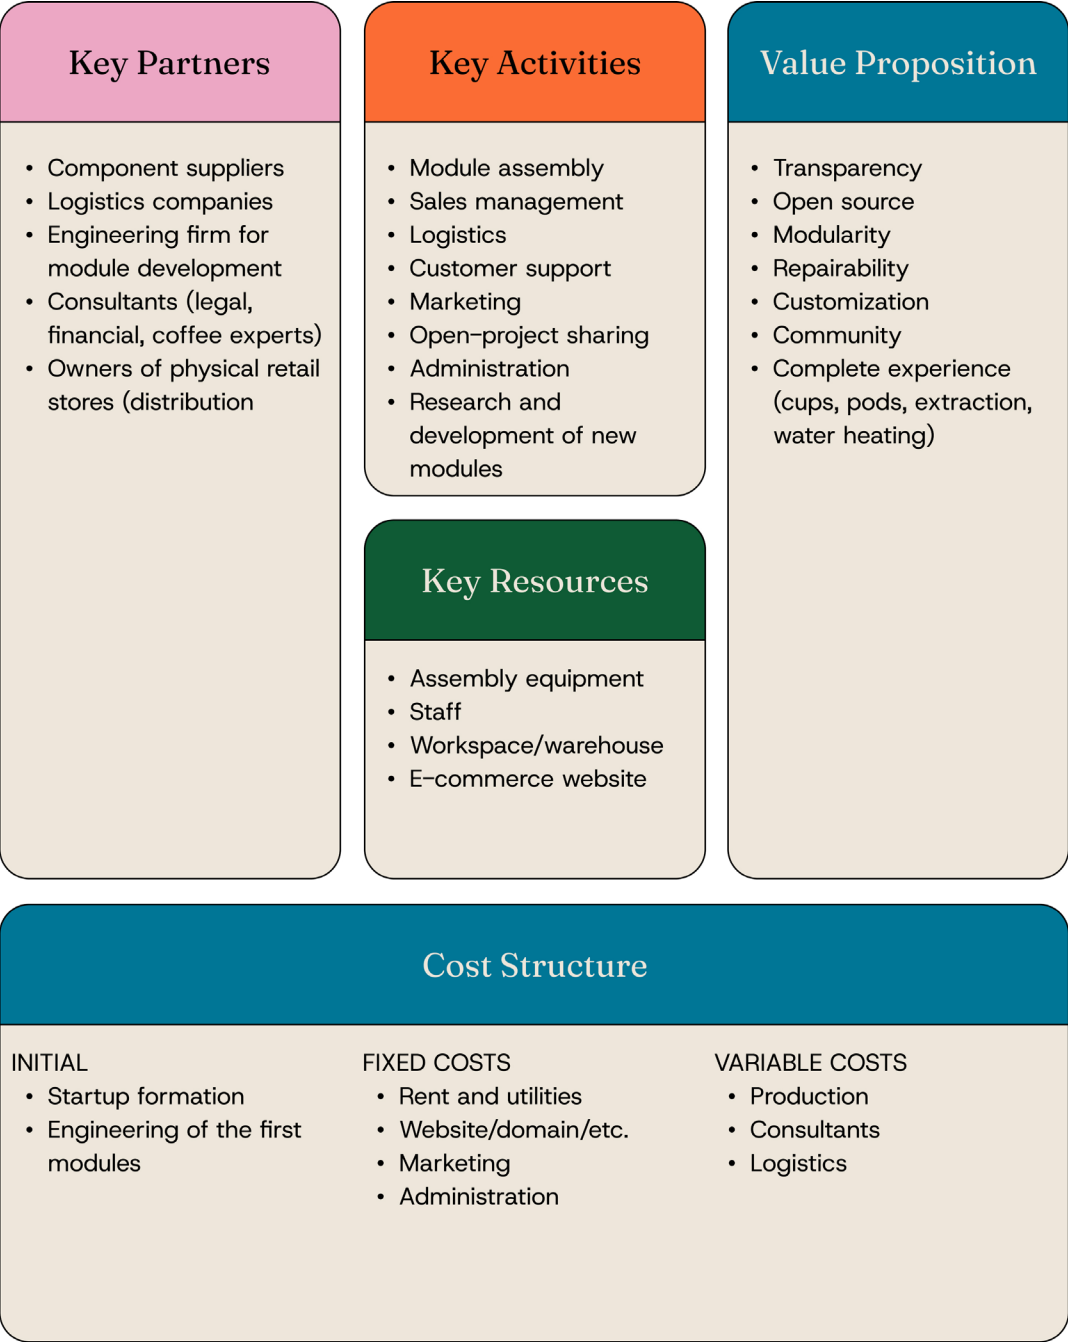 Key Partners
• Component suppliers
• Logistics companies
• Engineering firm for
module development
• Consultants (legal,
financial, coffee experts)
• Owners of physical retail
stores (distribution
Key Activities
• Module assembly
• Sales management
• Logistics
• Customer support
• Marketing
• Open-project sharing
• Administration
• Research and
development of new
modules
Key Resources
• Assembly equipment
• Staff
• Workspace/warehouse
• E-commerce website
Value Proposition
• Transparency
• Open source
• Modularity
• Repairability
• Customization
• Community
• Complete experience
(cups, pods, extraction,
water heating)
Cost Structure
INITIAL
• Startup formation
• Engineering of the first
modules
FIXED COSTS
• Rent and utilities
• Website/domain/etc.
• Marketing
• Administration
VARIABLE COSTS
• Production
• Consultants
• Logistics